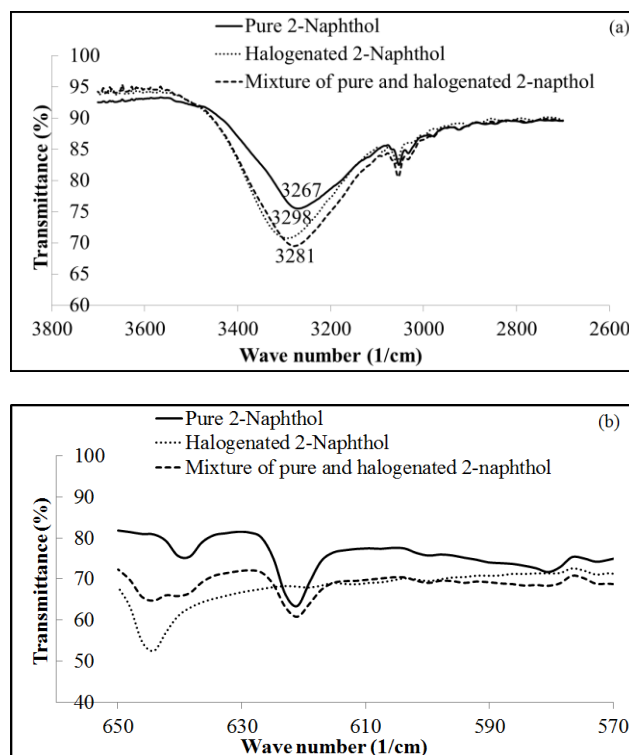 (a)
Pure 2-Naphthol
Halogenated 2-Naphthol
Mixture of pure and halogenated 2-napthol
Transmittance (%)
100
95
90
85
80
75
70
65
60
3267
3298
3281
3800 3600 3400 3200 3000 2800 2600
Wave number (1/cm)
(b)
Pure 2-Naphthol
Halogenated 2-Naphthol
Mixture of pure and halogenated 2-naphthol
Transmittance (%)
100
90
80
70
60
50
40
650 630 610 590 570
Wave number (1/cm)